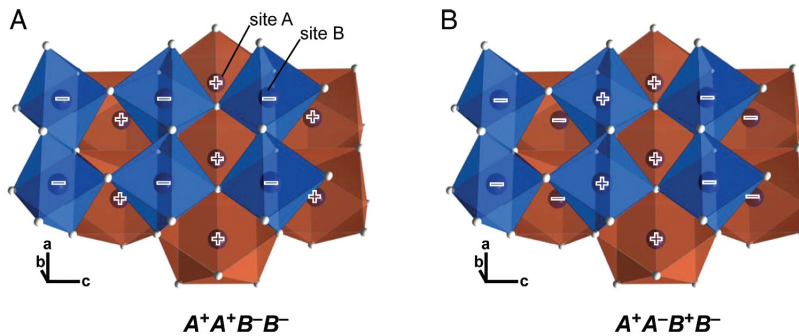 A
site A
site B
B
+ + +
− − − + − + −
+ + − −
+ +
− − − − + −
+ + − −
+ +
a
b
c
a
b
c
A⁺A⁺B⁻B⁻
A⁺A⁻B⁺B⁻